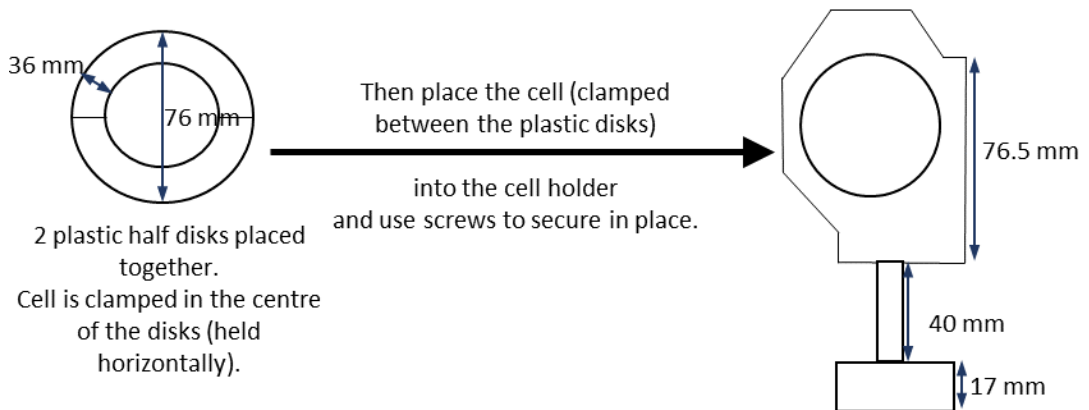 36 mm
76 mm
2 plastic half disks placed
together.
Cell is clamped in the centre
of the disks (held
horizontally).
Then place the cell (clamped
between the plastic disks)
into the cell holder
and use screws to secure in place.
76.5 mm
40 mm
17 mm